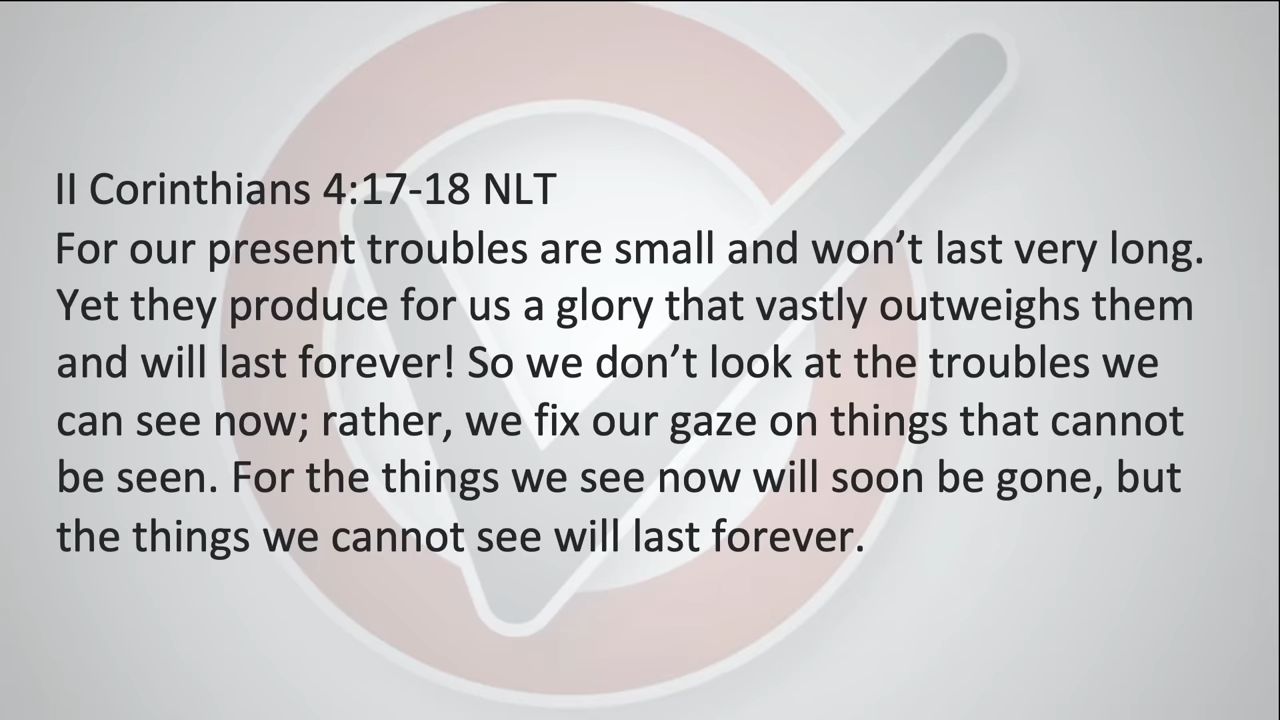 II Corinthians 4:17-18 NLT
For our present troubles are small and won’t last very long.
Yet they produce for us a glory that vastly outweighs them
and will last forever! So we don’t look at the troubles we
can see now; rather, we fix our gaze on things that cannot
be seen. For the things we see now will soon be gone, but
the things we cannot see will last forever.